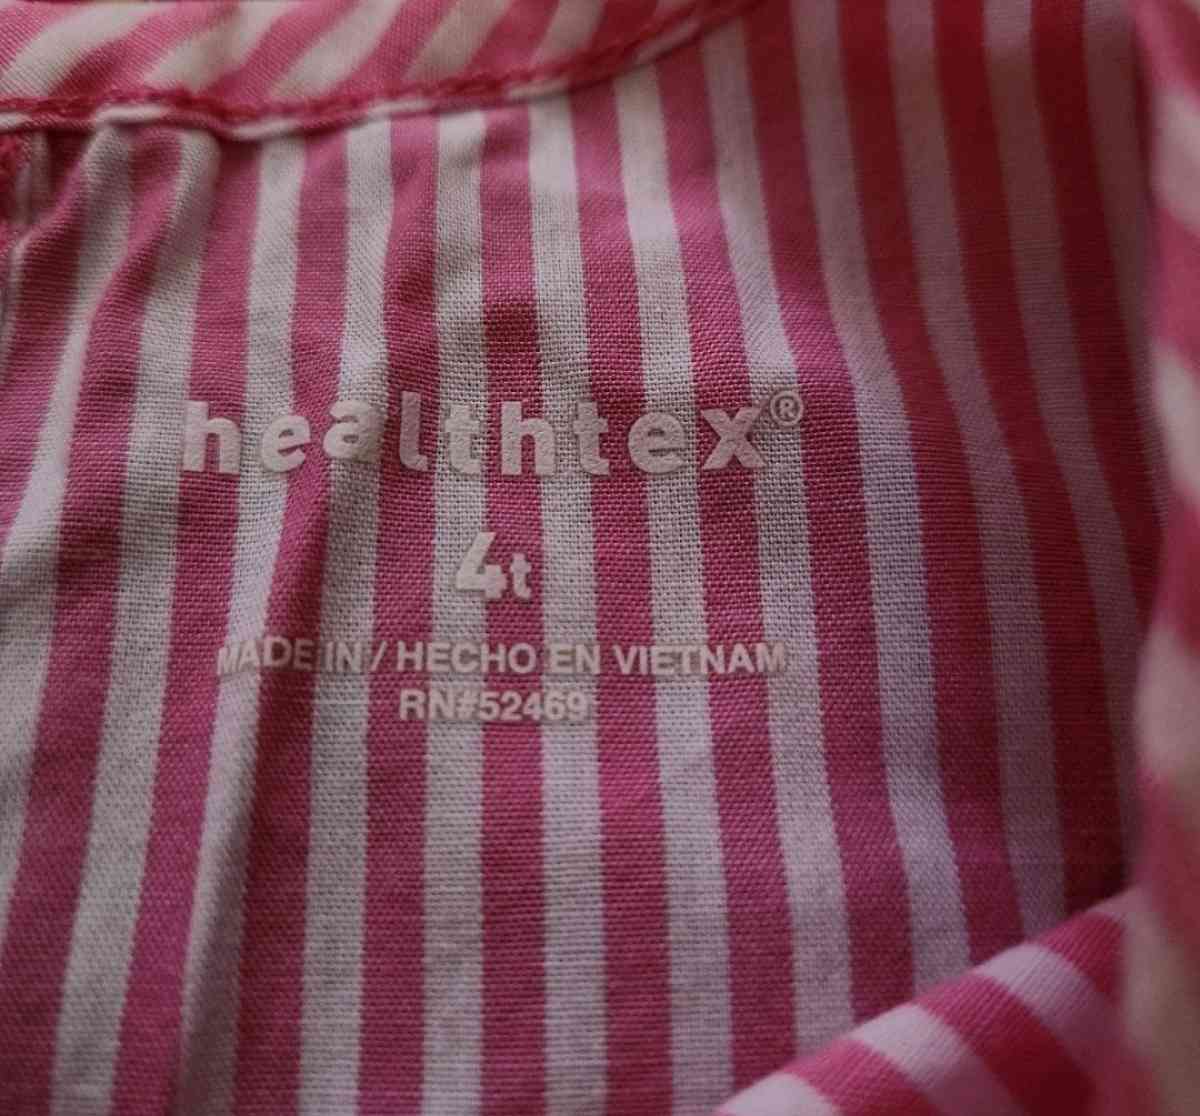 healthtex®
4t
MADE IN / HECHO EN VIETNAM
RN#52469